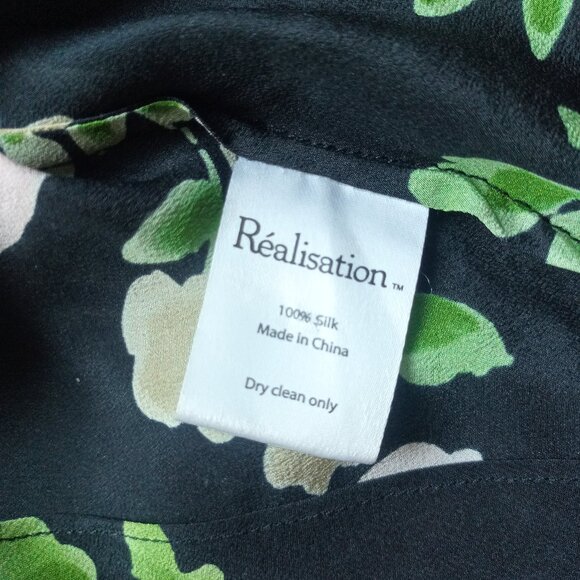 Réalisation™
100% Silk
Made in China
Dry clean only